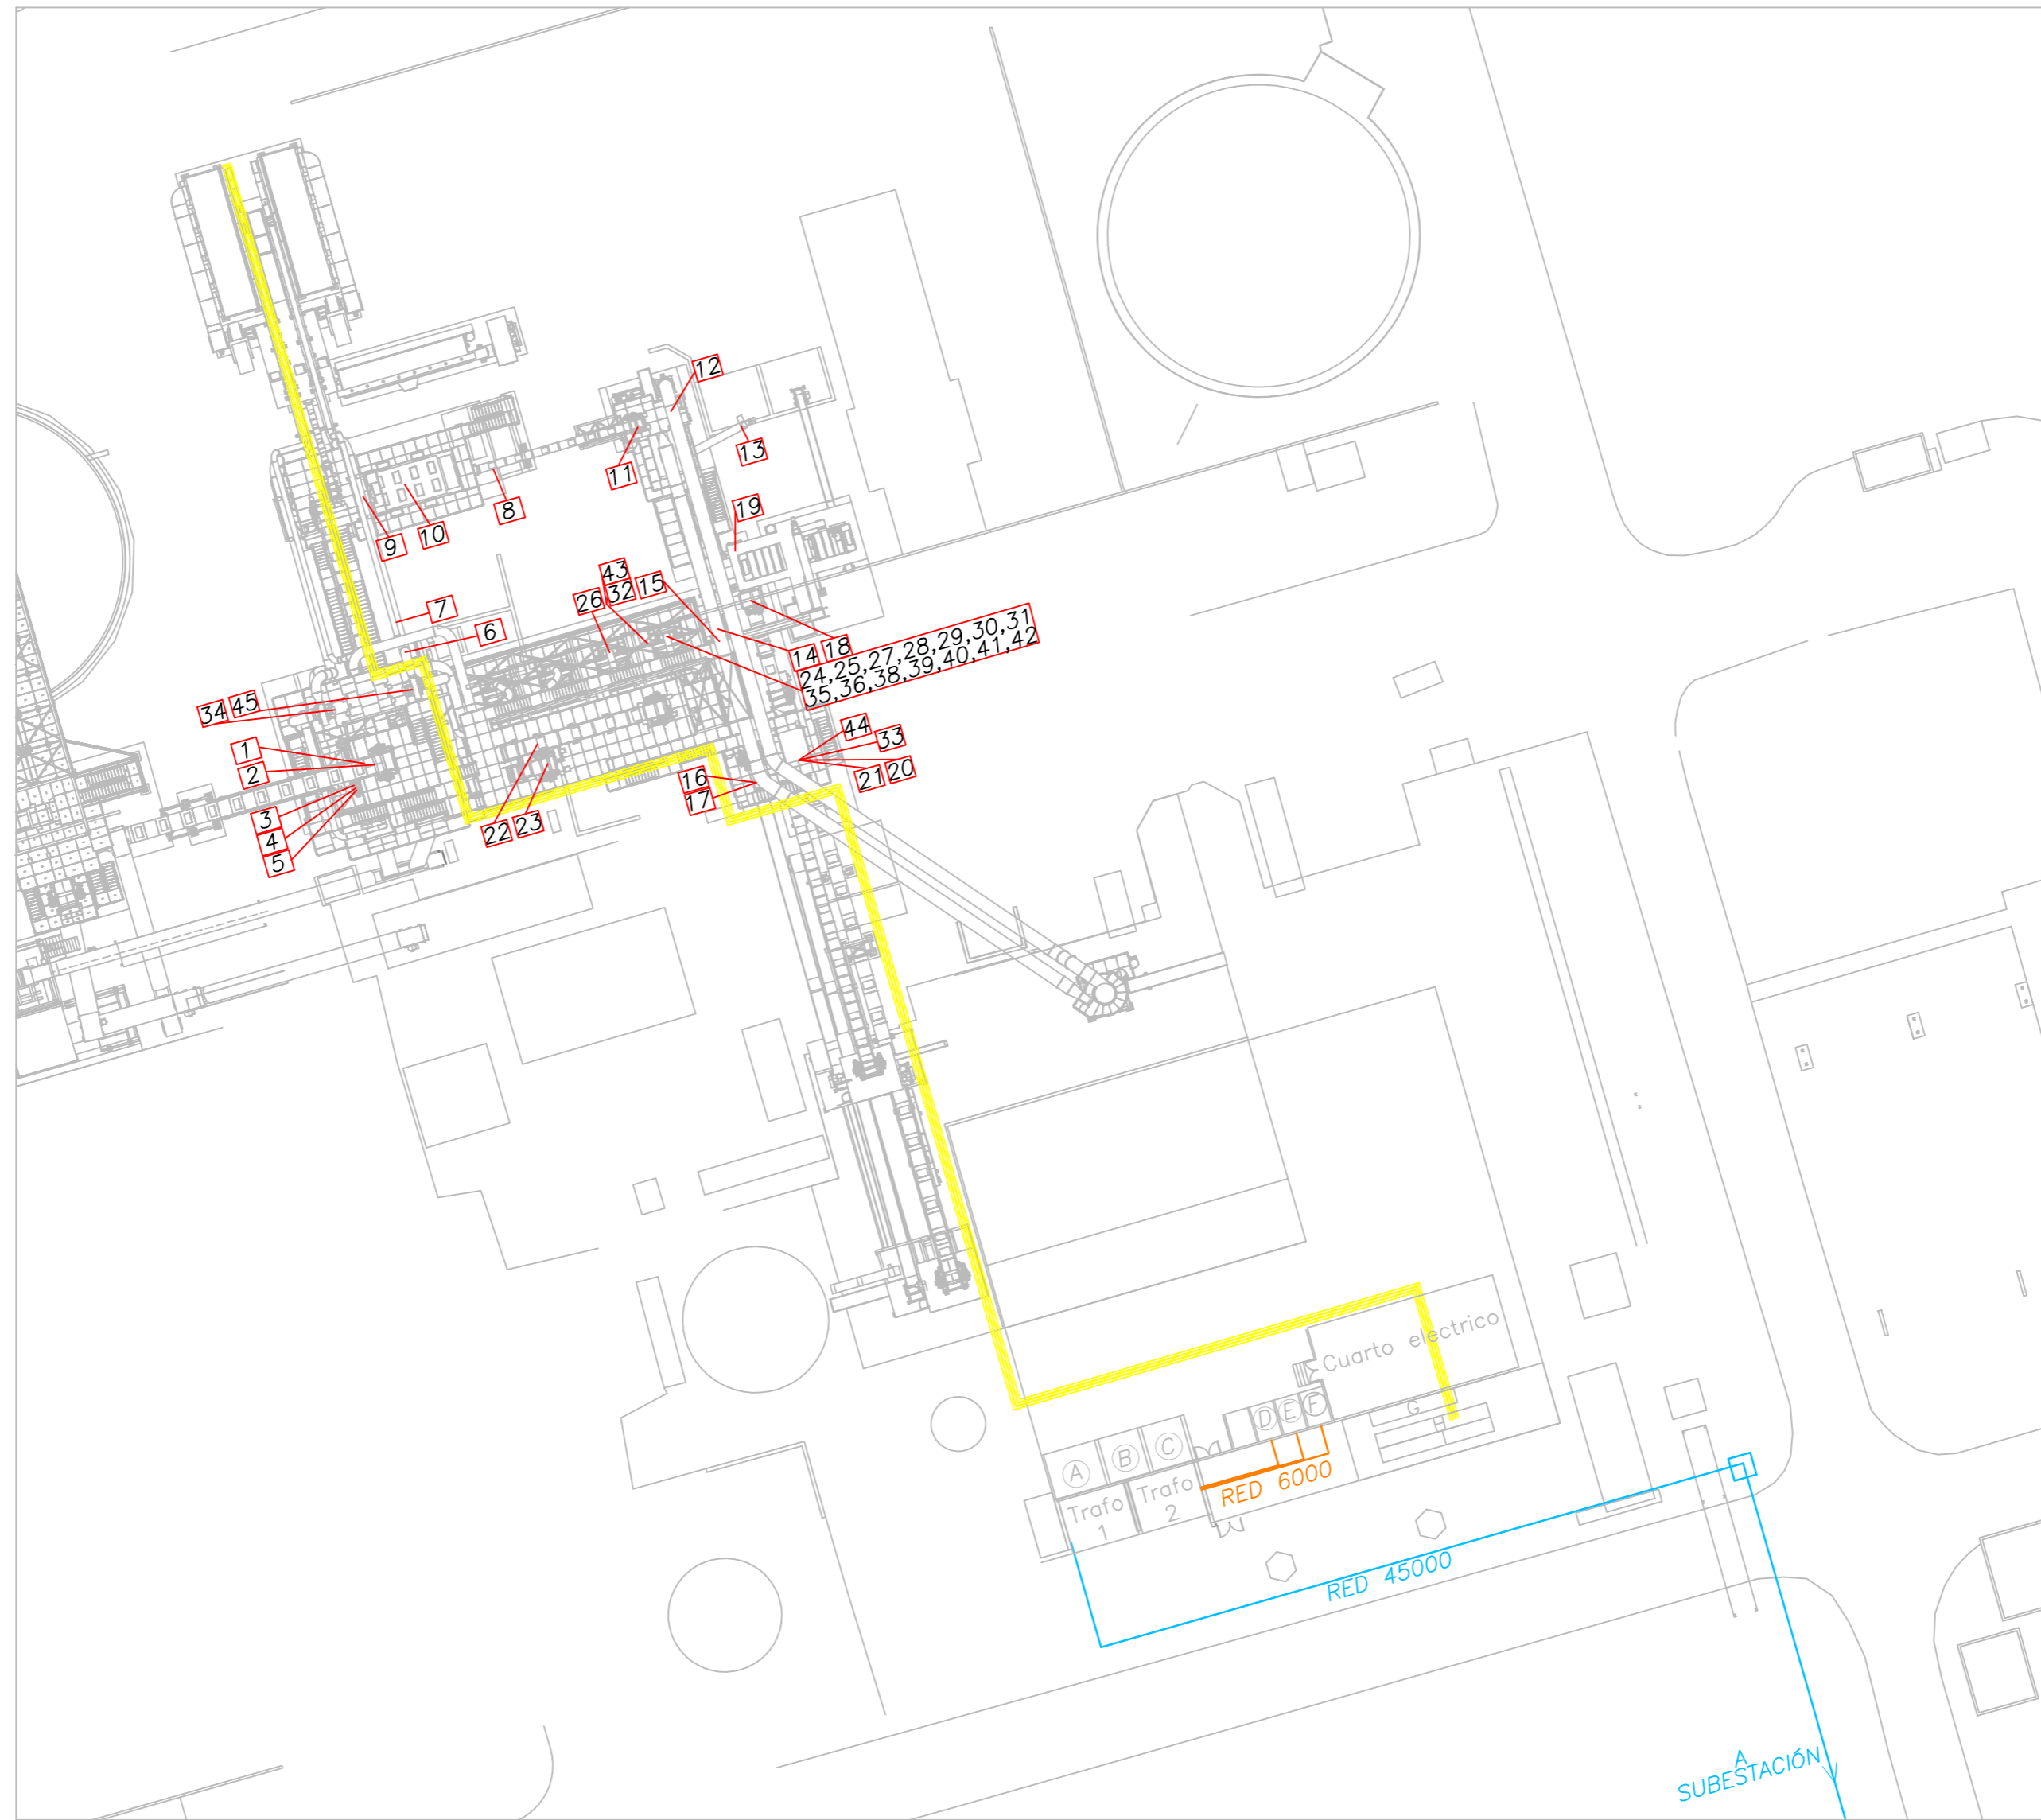 12
13
11
19
8
10
9
43
26 32 15
7
6
14 18
24,25,27,28,29,30,31
35,36,38,39,40,41,42
34 45
44
33
1
2
21 20
16
17
3
4
5
22 23
Cuarto electrico
G
D E F
A B C
RED 6000
Trafo
1
Trafo
2
RED 45000
A
SUBESTACIÓN